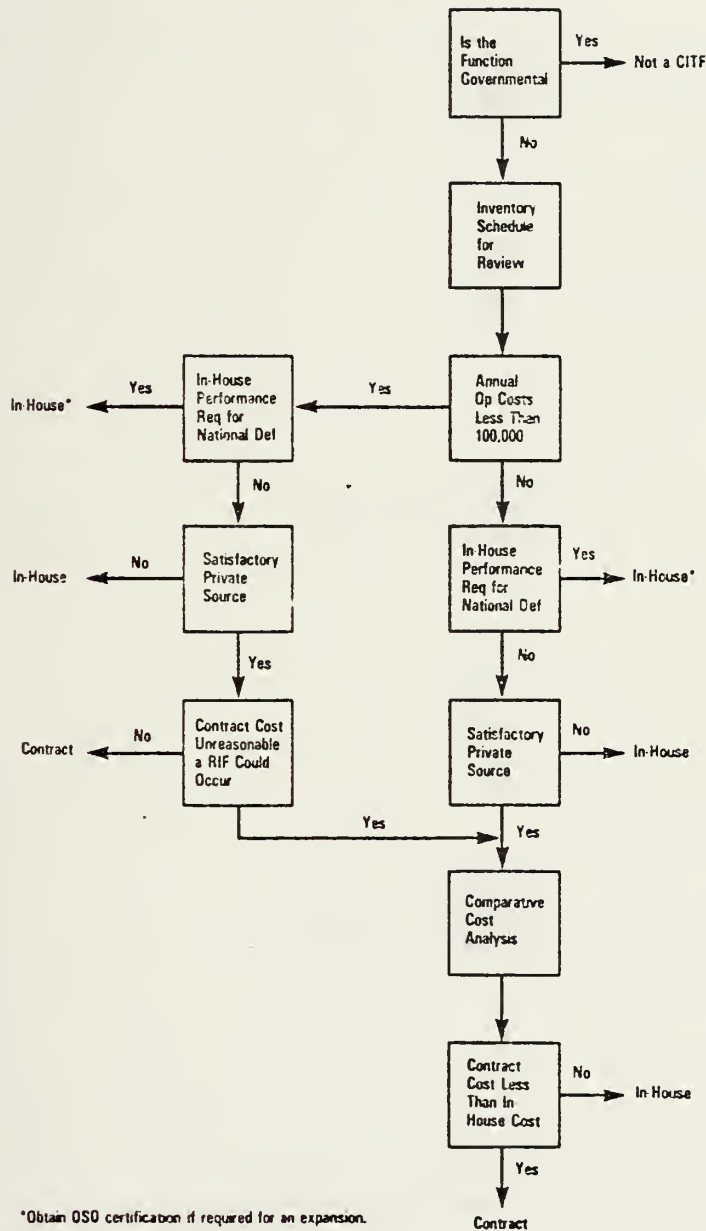 Is the
Function
Governmental
Yes
Not a CITF
No
Inventory
Schedule
for
Review
Annual
Op Costs
Less Than
100,000
Yes
In-House
Performance
Req for
National Def
Yes
In-House*
No
No
Satisfactory
Private
Source
No
In-House
In-House
Performance
Req for
National Def
Yes
In-House*
Yes
No
Contract Cost
Unreasonable
a RIF Could
Occur
No
Contract
Satisfactory
Private
Source
No
In-House
Yes
Yes
Comparative
Cost
Analysis
Contract
Cost Less
Than In
House Cost
No
In-House
Yes
Contract
*Obtain OSD certification if required for an expansion.